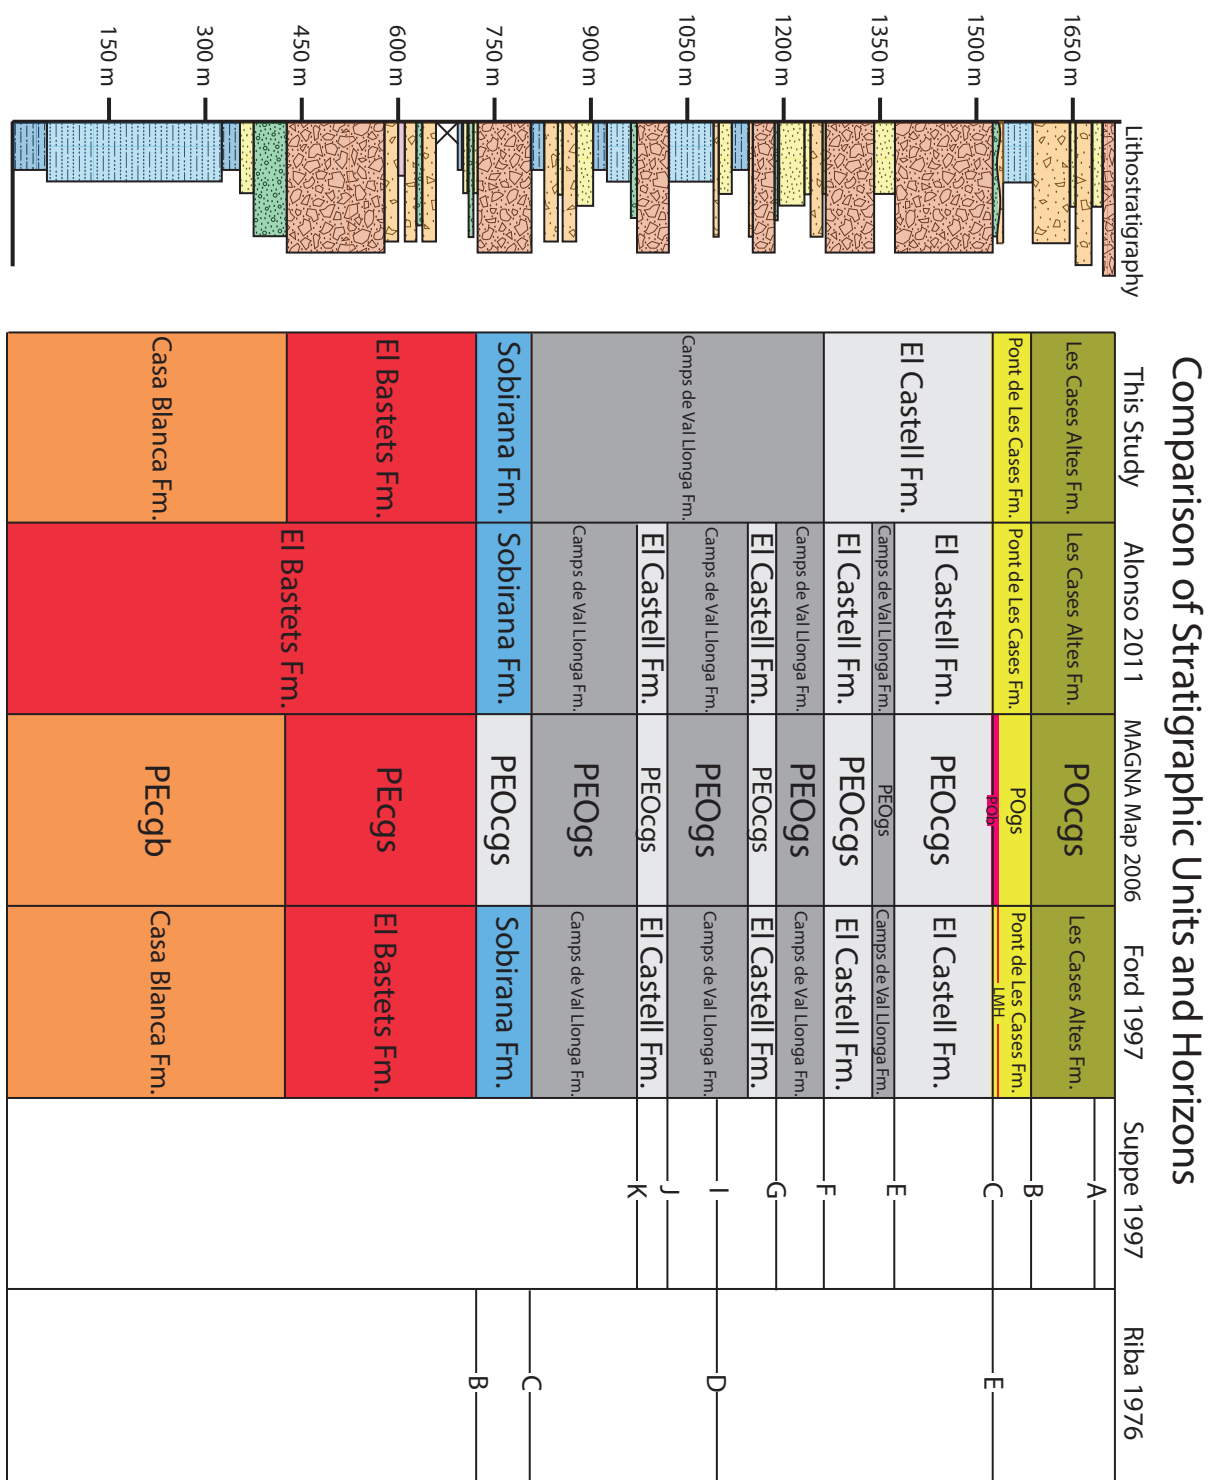 Comparison of Stratigraphic Units and Horizons
Lithostratigraphy
This Study
Alonso 2011
MAGNA Map 2006
Ford 1997
Suppe 1997
Riba 1976
1650 m
1500 m
1350 m
1200 m
1050 m
900 m
750 m
600 m
450 m
300 m
150 m
Les Cases Altes Fm.
Pont de Les Cases Fm.
El Castell Fm.
Camps de Val Llonga Fm.
Sobirana Fm.
El Bastets Fm.
Casa Blanca Fm.
Les Cases Altes Fm.
Pont de Les Cases Fm.
El Castell Fm.
Camps de Val Llonga Fm.
El Castell Fm.
Camps de Val Llonga Fm.
El Castell Fm.
Camps de Val Llonga Fm.
El Castell Fm.
Camps de Val Llonga Fm.
Sobirana Fm.
El Bastets Fm.
POcgs
POgs
POb
PEOcgs
PEOgs
PEOcgs
PEOgs
PEOcgs
PEOgs
PEOcgs
PEOgs
PEOcgs
PEcgs
PEcgb
Les Cases Altes Fm.
Pont de Les Cases Fm.
LMH
El Castell Fm.
Camps de Val Llonga Fm.
El Castell Fm.
Camps de Val Llonga Fm.
El Castell Fm.
Camps de Val Llonga Fm.
El Castell Fm.
Camps de Val Llonga Fm.
Sobirana Fm.
El Bastets Fm.
Casa Blanca Fm.
A
B
C
E
F
G
I
J
K
E
D
C
B